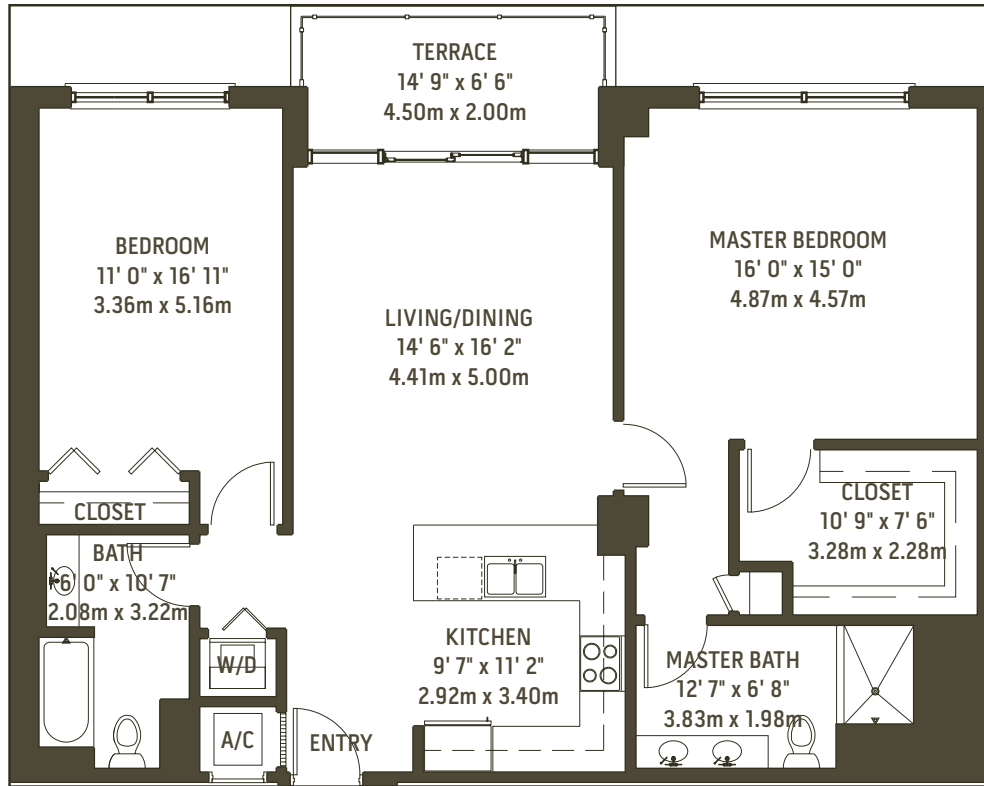 TERRACE
14' 9" x 6' 6"
4.50m x 2.00m
BEDROOM
11' 0" x 16' 11"
3.36m x 5.16m
MASTER BEDROOM
16' 0" x 15' 0"
4.87m x 4.57m
LIVING/DINING
14' 6" x 16' 2"
4.41m x 5.00m
CLOSET
CLOSET
10' 9" x 7' 6"
3.28m x 2.28m
BATH
6' 0" x 10' 7"
2.08m x 3.22m
KITCHEN
9' 7" x 11' 2"
2.92m x 3.40m
W/D
MASTER BATH
12' 7" x 6' 8"
3.83m x 1.98m
A/C
ENTRY